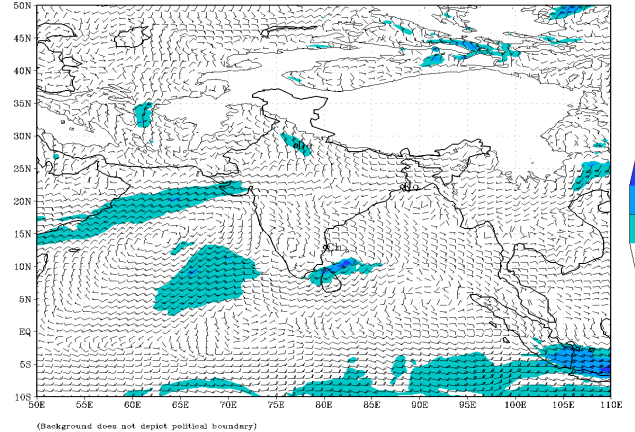 50N
45N
40N
35N
30N
25N
20N
15N
10N
5N
EQ
5S
10S
50E 55E 60E 65E 70E 75E 80E 85E 90E 95E 100E 105E 110E
(Background does not depict political boundary)